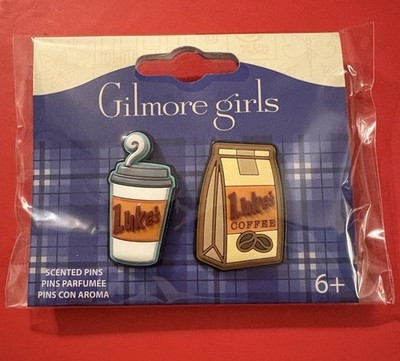 Gilmore girls
Luke's
Luke's
COFFEE
SCENTED PINS
PINS PARFUMÉE
PINS CON AROMA
6+